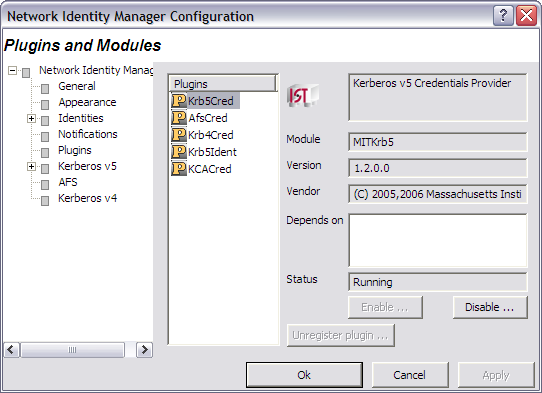 Network Identity Manager Configuration
Plugins and Modules
Network Identity Manag
General
Appearance
Identities
Notifications
Plugins
Kerberos v5
AFS
Kerberos v4
Plugins
Krb5Cred
AfsCred
Krb4Cred
Krb5Ident
KCACred
IST
Kerberos v5 Credentials Provider
Module MITKrb5
Version 1.2.0.0
Vendor (C) 2005,2006 Massachusetts Insti
Depends on
Status Running
Enable ... Disable ...
Unregister plugin ...
Ok Cancel Apply